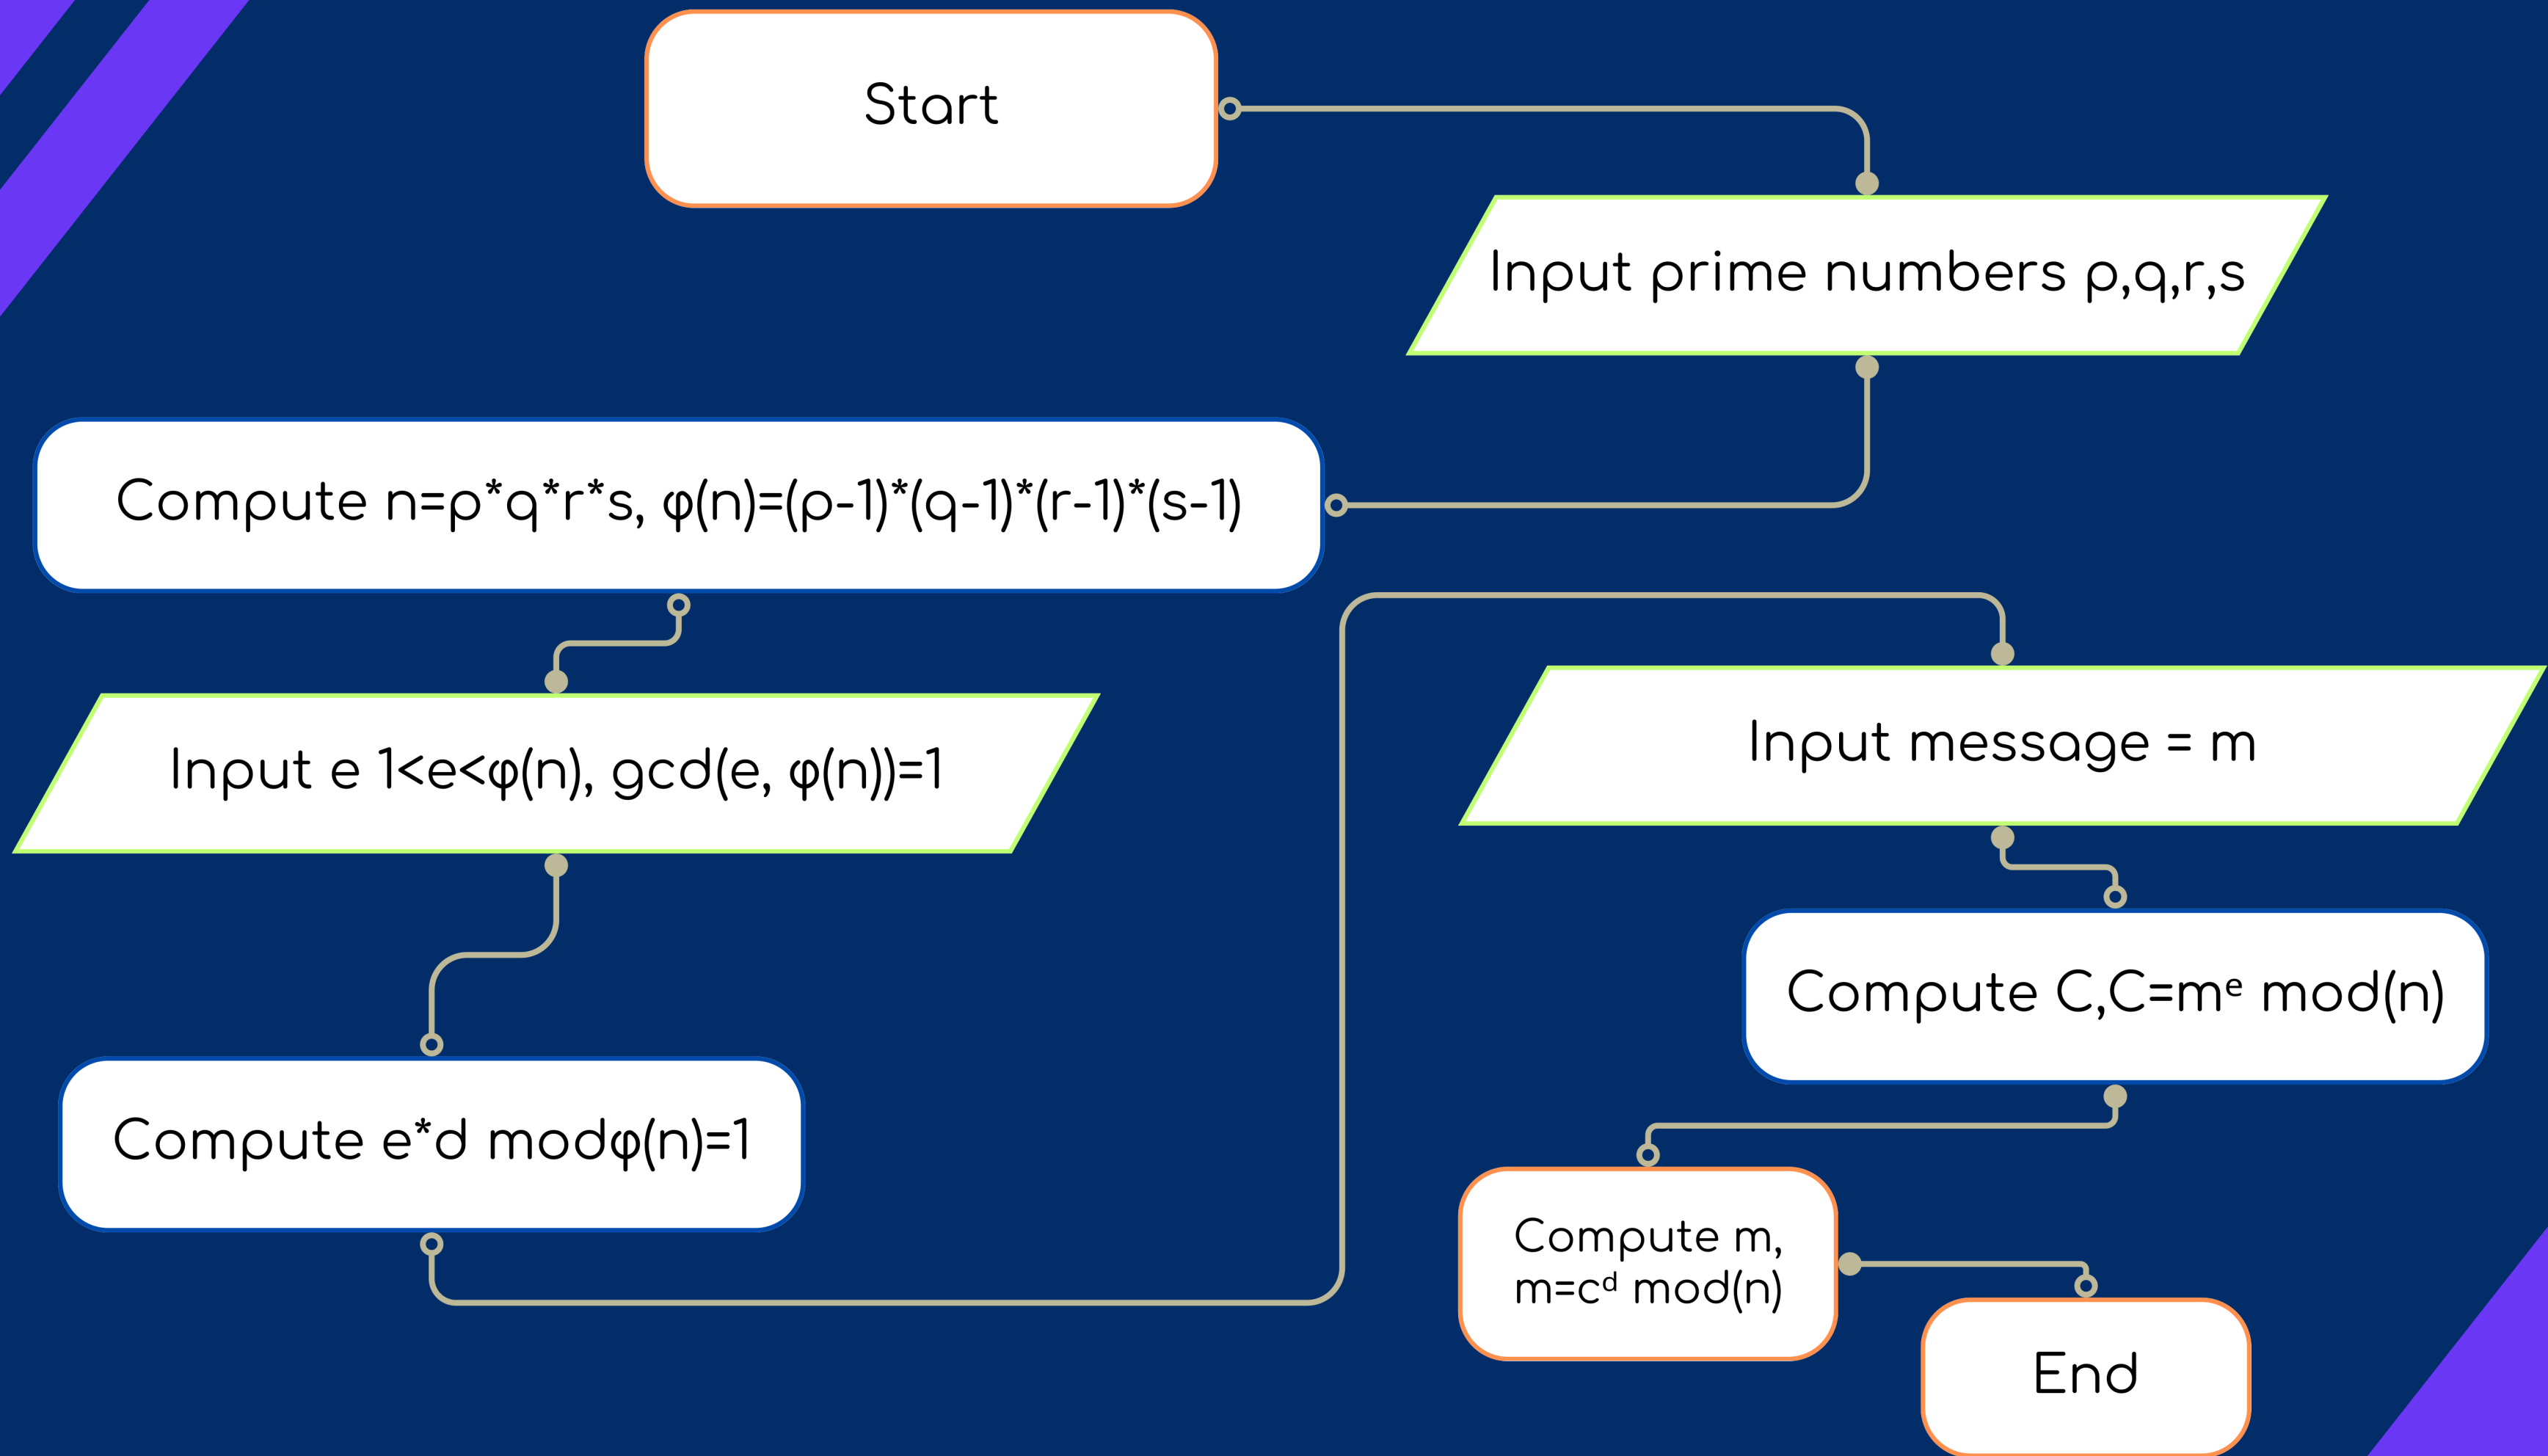 Start
Input prime numbers p,q,r,s
Compute n=p*q*r*s, φ(n)=(p-1)*(q-1)*(r-1)*(s-1)
Input e 1<e<φ(n), gcd(e, φ(n))=1
Compute e*d modφ(n)=1
Input message = m
Compute C,C=mᵉ mod(n)
Compute m,
m=cᵈ mod(n)
End